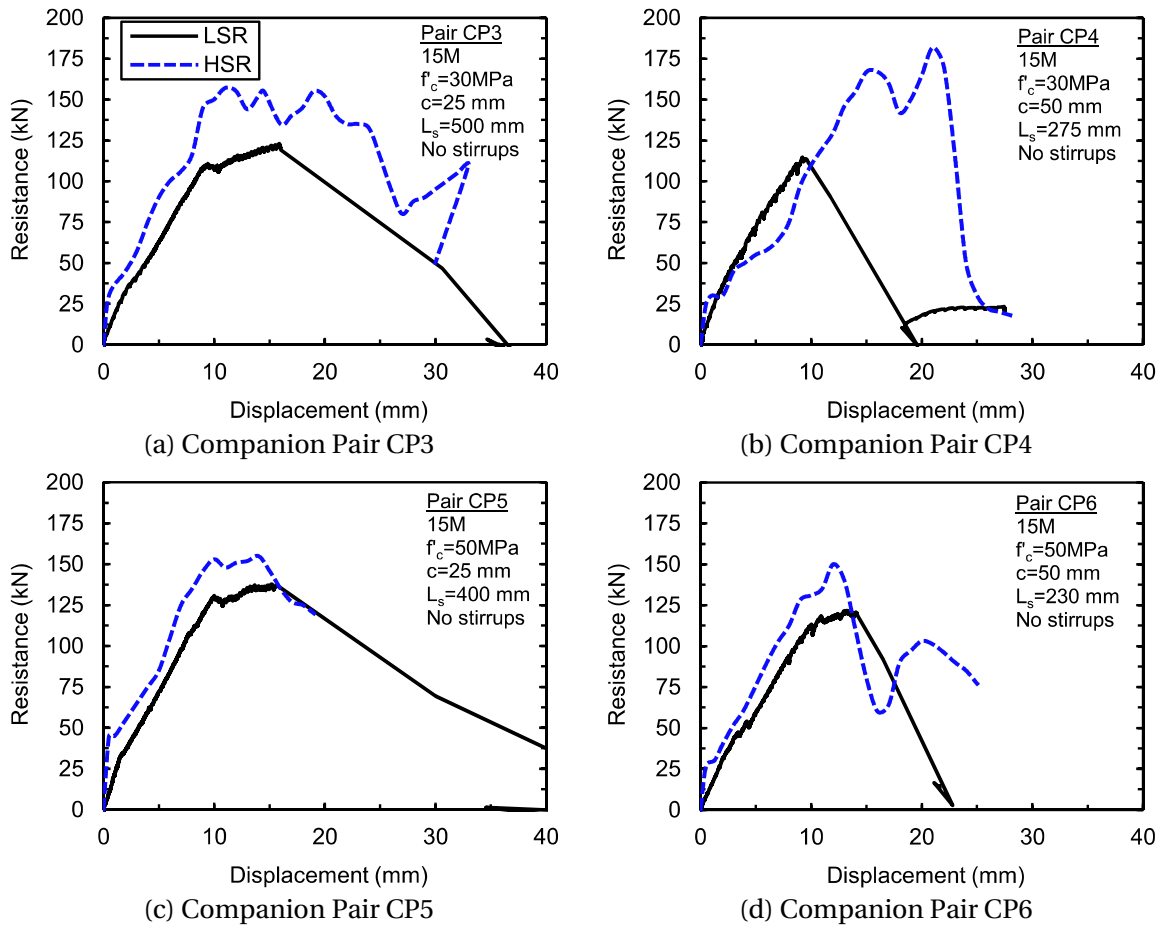 LSR
HSR
Pair CP3
15M
f'c=30MPa
c=25 mm
Ls=500 mm
No stirrups
200
175
150
125
100
75
50
25
0
Resistance (kN)
0 10 20 30 40
Displacement (mm)
(a) Companion Pair CP3
Pair CP4
15M
f'c=30MPa
c=50 mm
Ls=275 mm
No stirrups
200
175
150
125
100
75
50
25
0
Resistance (kN)
0 10 20 30 40
Displacement (mm)
(b) Companion Pair CP4
Pair CP5
15M
f'c=50MPa
c=25 mm
Ls=400 mm
No stirrups
200
175
150
125
100
75
50
25
0
Resistance (kN)
0 10 20 30 40
Displacement (mm)
(c) Companion Pair CP5
Pair CP6
15M
f'c=50MPa
c=50 mm
Ls=230 mm
No stirrups
200
175
150
125
100
75
50
25
0
Resistance (kN)
0 10 20 30 40
Displacement (mm)
(d) Companion Pair CP6